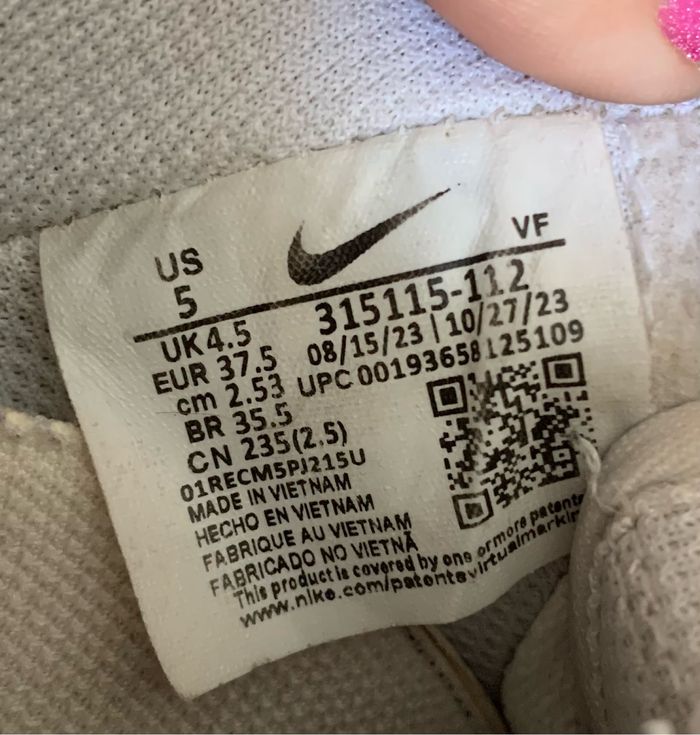 US
5
VF
UK 4.5
315115-112
EUR 37.5
08/15/23 | 10/27/23
cm 2.53
UPC 00193658125109
BR 35.5
CN 235(2.5)
01RECM5PJ215U
MADE IN VIETNAM
HECHO EN VIETNAM
FABRIQUE AU VIETNAM
FABRICADO NO VIETNÃ
This product is covered by one or more patents
www.nike.com/patentsvirtualmarkin